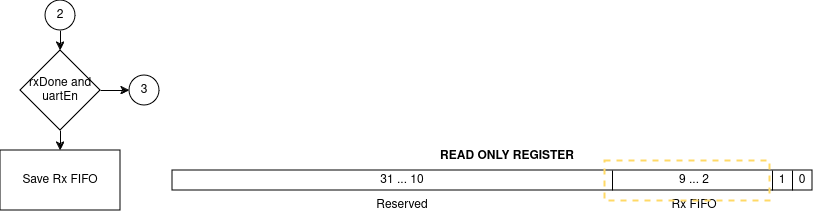 2
rxDone and
uartEn
3
Save Rx FIFO
READ ONLY REGISTER
31 ... 10
9 ... 2
1
0
Reserved
Rx FIFO